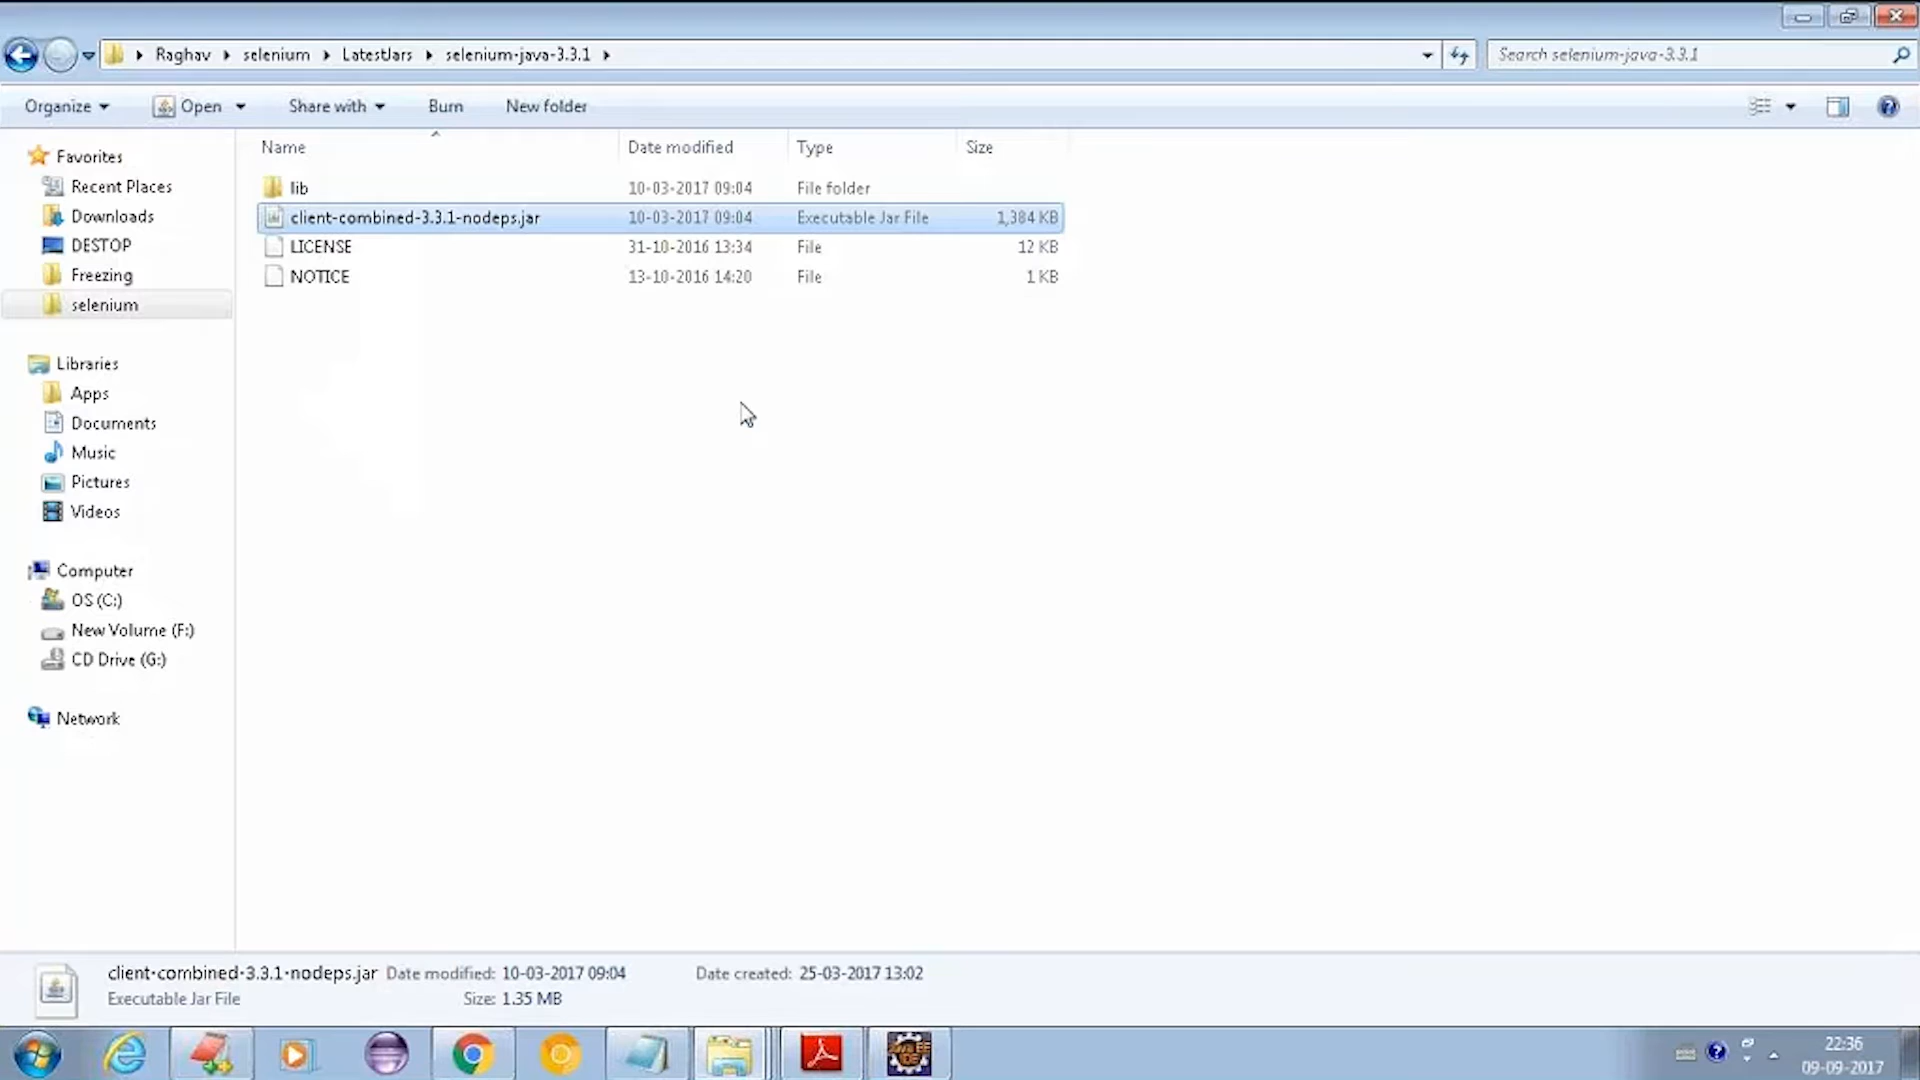 Raghav selenium LatestJars selenium-java-3.3.1
Search selenium-java-3.3.1
Organize Open Share with Burn New folder
Name Date modified Type Size
lib 10-03-2017 09:04 File folder
client-combined-3.3.1-nodeps.jar 10-03-2017 09:04 Executable Jar File 1,384 KB
LICENSE 31-10-2016 13:34 File 12 KB
NOTICE 13-10-2016 14:20 File 1 KB
Favorites
Recent Places
Downloads
DESTOP
Freezing
selenium
Libraries
Apps
Documents
Music
Pictures
Videos
Computer
OS (C:)
New Volume (F:)
CD Drive (G:)
Network
client-combined-3.3.1-nodeps.jar Date modified: 10-03-2017 09:04 Date created: 25-03-2017 13:02
Executable Jar File Size: 1.35 MB
Java EE
IDE
22:36
09-09-2017